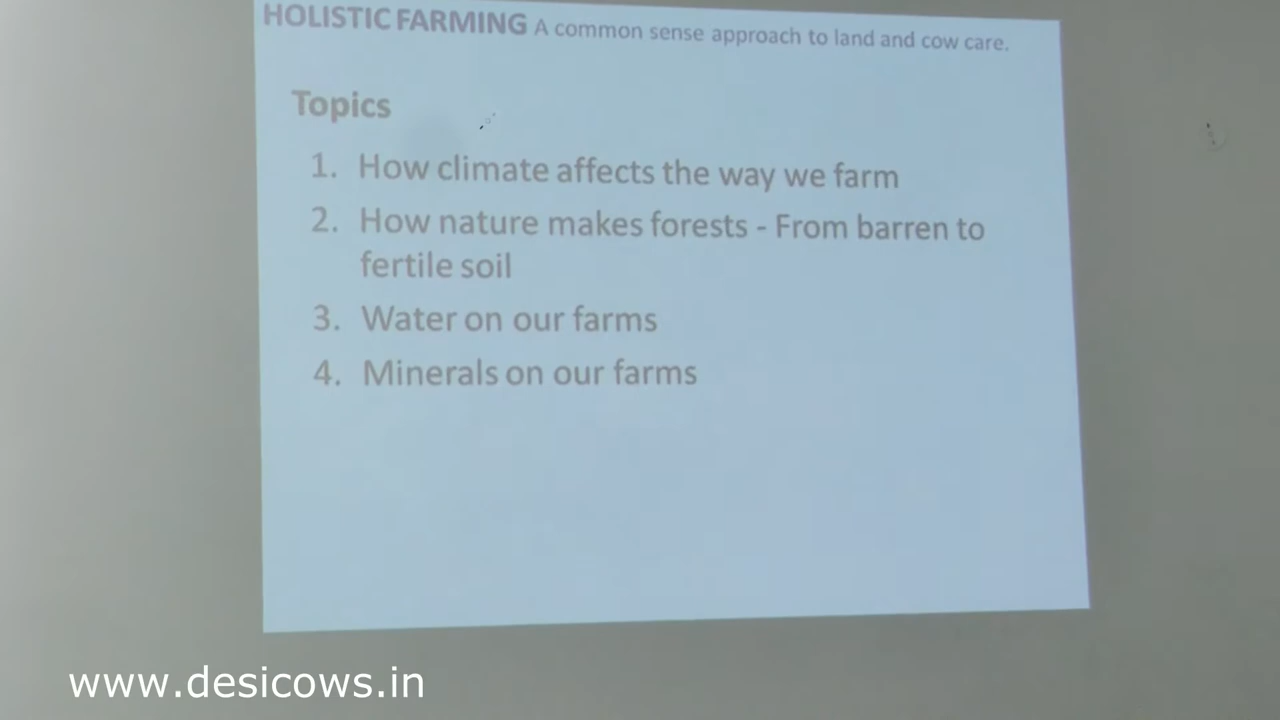 HOLISTIC FARMING A common sense approach to land and cow care.
Topics
1. How climate affects the way we farm
2. How nature makes forests - From barren to
fertile soil
3. Water on our farms
4. Minerals on our farms
www.desicows.in